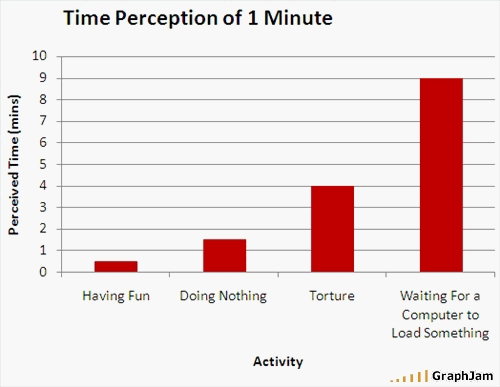 Time Perception of 1 Minute
Perceived Time (mins)
10
9
8
7
6
5
4
3
2
1
0
Having Fun
Doing Nothing
Torture
Waiting For a
Computer to
Load Something
Activity
GraphJam